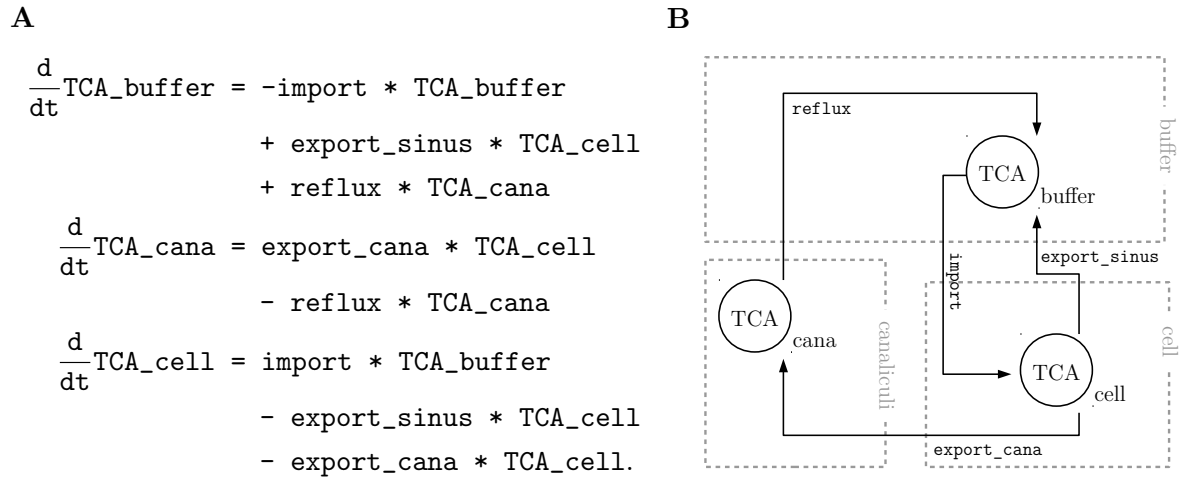 A
d/dt TCA_buffer = -import * TCA_buffer
+ export_sinus * TCA_cell
+ reflux * TCA_cana
d/dt TCA_cana = export_cana * TCA_cell
- reflux * TCA_cana
d/dt TCA_cell = import * TCA_buffer
- export_sinus * TCA_cell
- export_cana * TCA_cell.
B
reflux
buffer
TCA
buffer
import
export_sinus
TCA
cana
canaliculi
cell
TCA
cell
export_cana